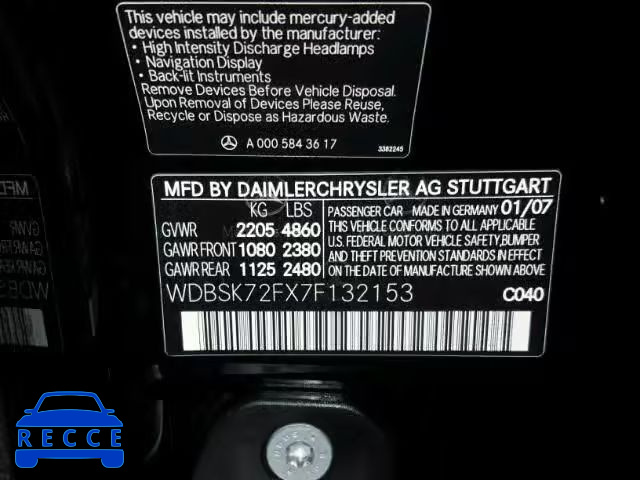 This vehicle may include mercury-added
devices installed by the manufacturer:
• High Intensity Discharge Headlamps
• Navigation Display
• Back-lit Instruments
Remove Devices Before Vehicle Disposal.
Upon Removal of Devices Please Reuse,
Recycle or Dispose as Hazardous Waste.
A 000 584 36 17
3382245
MFD BY DAIMLERCHRYSLER AG STUTTGART
KG LBS
GVWR 2205 4860
GAWR FRONT 1080 2380
GAWR REAR 1125 2480
PASSENGER CAR MADE IN GERMANY 01/07
THIS VEHICLE CONFORMS TO ALL APPLICABLE
U.S. FEDERAL MOTOR VEHICLE SAFETY, BUMPER
AND THEFT PREVENTION STANDARDS
IN EFFECT ON THE DATE OF
MANUFACTURE SHOWN ABOVE.
WDBSK72FX7F132153
C040
RECCE